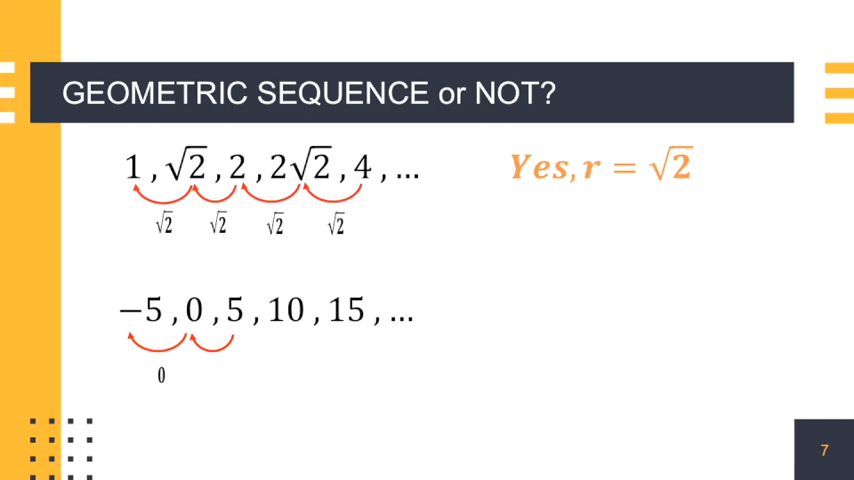 GEOMETRIC SEQUENCE or NOT?
1 , √2 , 2 , 2√2 , 4 , ... Yes, r = √2
√2 √2 √2 √2
−5 , 0 , 5 , 10 , 15 , ...
0
7